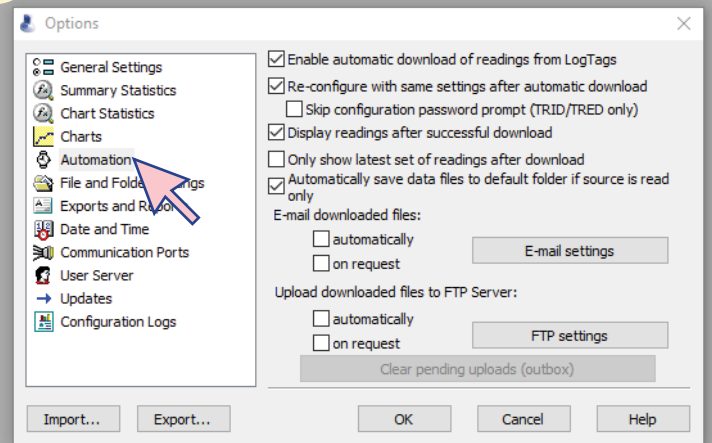 Options
General Settings
Summary Statistics
Chart Statistics
Charts
Automation
File and Folder
Exports and
Date and Time
Communication Ports
User Server
Updates
Configuration Logs
Enable automatic download of readings from LogTags
Re-configure with same settings after automatic download
Skip configuration password prompt (TRID/TRED only)
Display readings after successful download
Only show latest set of readings after download
Automatically save data files to default folder if source is read
only
E-mail downloaded files:
automatically
on request
E-mail settings
Upload downloaded files to FTP Server:
automatically
on request
FTP settings
Clear pending uploads (outbox)
Import...
Export...
OK
Cancel
Help